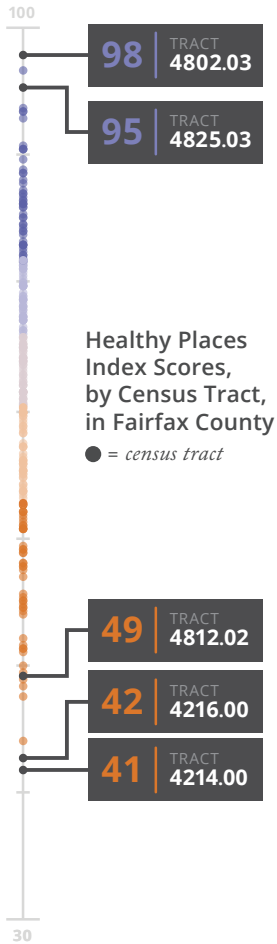 100
98 TRACT
4802.03
95 TRACT
4825.03
Healthy Places
Index Scores,
by Census Tract,
in Fairfax County
= census tract
49 TRACT
4812.02
42 TRACT
4216.00
41 TRACT
4214.00
30